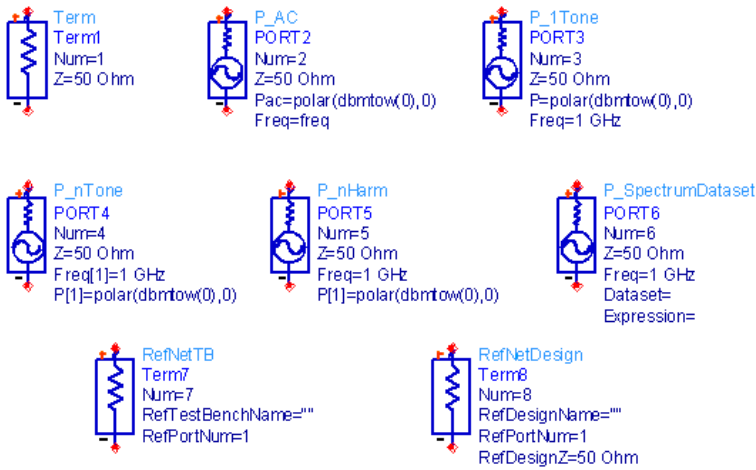 Term
Term1
Num=1
Z=50 Ohm
P_AC
PORT2
Num=2
Z=50 Ohm
Pac=polar(dbmtow(0),0)
Freq=freq
P_1Tone
PORT3
Num=3
Z=50 Ohm
P=polar(dbmtow(0),0)
Freq=1 GHz
P_nTone
PORT4
Num=4
Z=50 Ohm
Freq[1]=1 GHz
P[1]=polar(dbmtow(0),0)
P_nHarm
PORT5
Num=5
Z=50 Ohm
Freq=1 GHz
P[1]=polar(dbmtow(0),0)
P_SpectrumDataset
PORT6
Num=6
Z=50 Ohm
Freq=1 GHz
Dataset=
Expression=
RefNetTB
Term7
Num=7
RefTestBenchName=""
RefPortNum=1
RefNetDesign
Term8
Num=8
RefDesignName=""
RefPortNum=1
RefDesignZ=50 Ohm